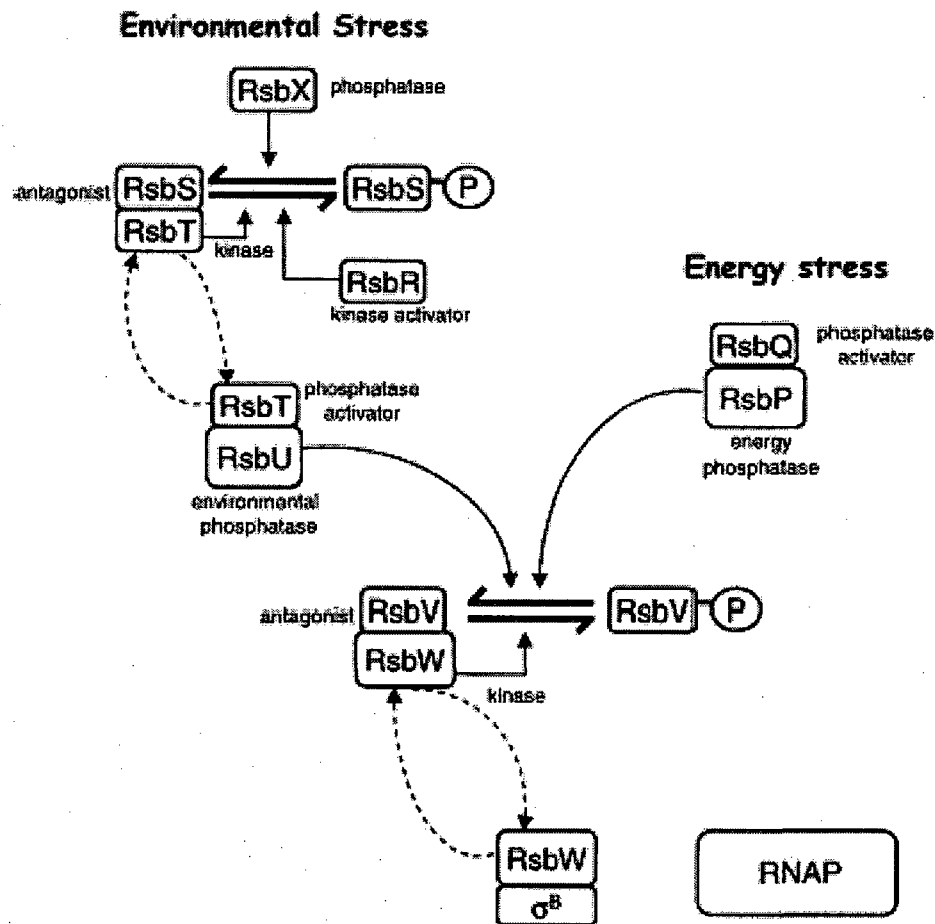 Environmental Stress
RsbX
phosphatase
antagonist
RsbS
RsbS
P
RsbT
kinase
RsbR
kinase activator
Energy stress
RsbQ
phosphatase
activator
RsbP
energy
phosphatase
RsbT
phosphatase
activator
RsbU
environmental
phosphatase
antagonist
RsbV
RsbV
P
RsbW
kinase
RsbW
σB
RNAP